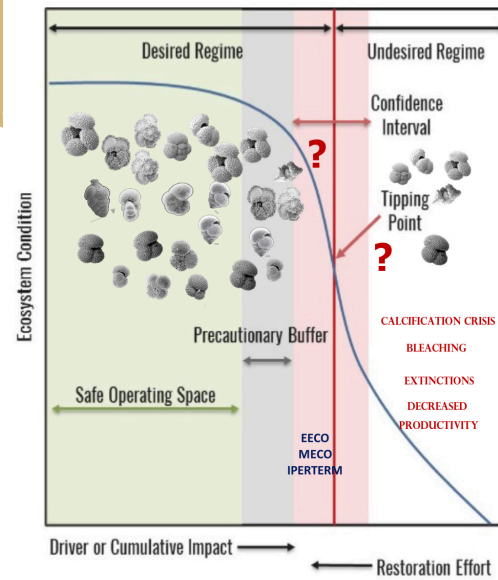 Desired Regime
Undesired Regime
Confidence
Interval
?
Tipping
Point
?
Ecosystem Condition
CALCIFICATION CRISIS
BLEACHING
EXTINCTIONS
DECREASED
PRODUCTIVITY
Precautionary Buffer
Safe Operating Space
EECO
MECO
IPERTERM
Driver or Cumulative Impact
Restoration Effort